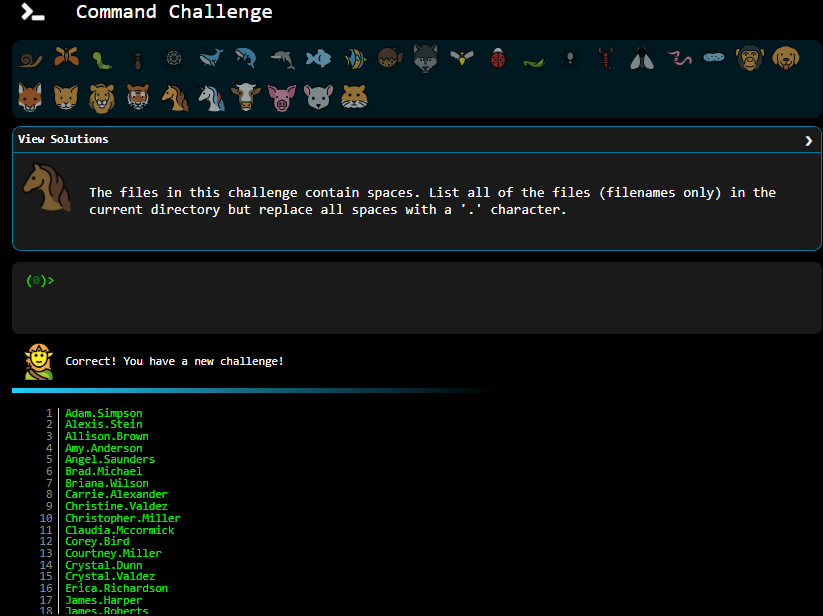 Command Challenge
View Solutions
The files in this challenge contain spaces. List all of the files (filenames only) in the
current directory but replace all spaces with a '.' character.
(0)>
Correct! You have a new challenge!
1 Adam.Simpson
2 Alexis.Stein
3 Allison.Brown
4 Amy.Anderson
5 Angel.Saunders
6 Brad.Michael
7 Briana.Wilson
8 Carrie.Alexander
9 Christine.Valdez
10 Christopher.Miller
11 Claudia.Mccormick
12 Corey.Bird
13 Courtney.Miller
14 Crystal.Dunn
15 Crystal.Valdez
16 Erica.Richardson
17 James.Harper
18 James.Roberts